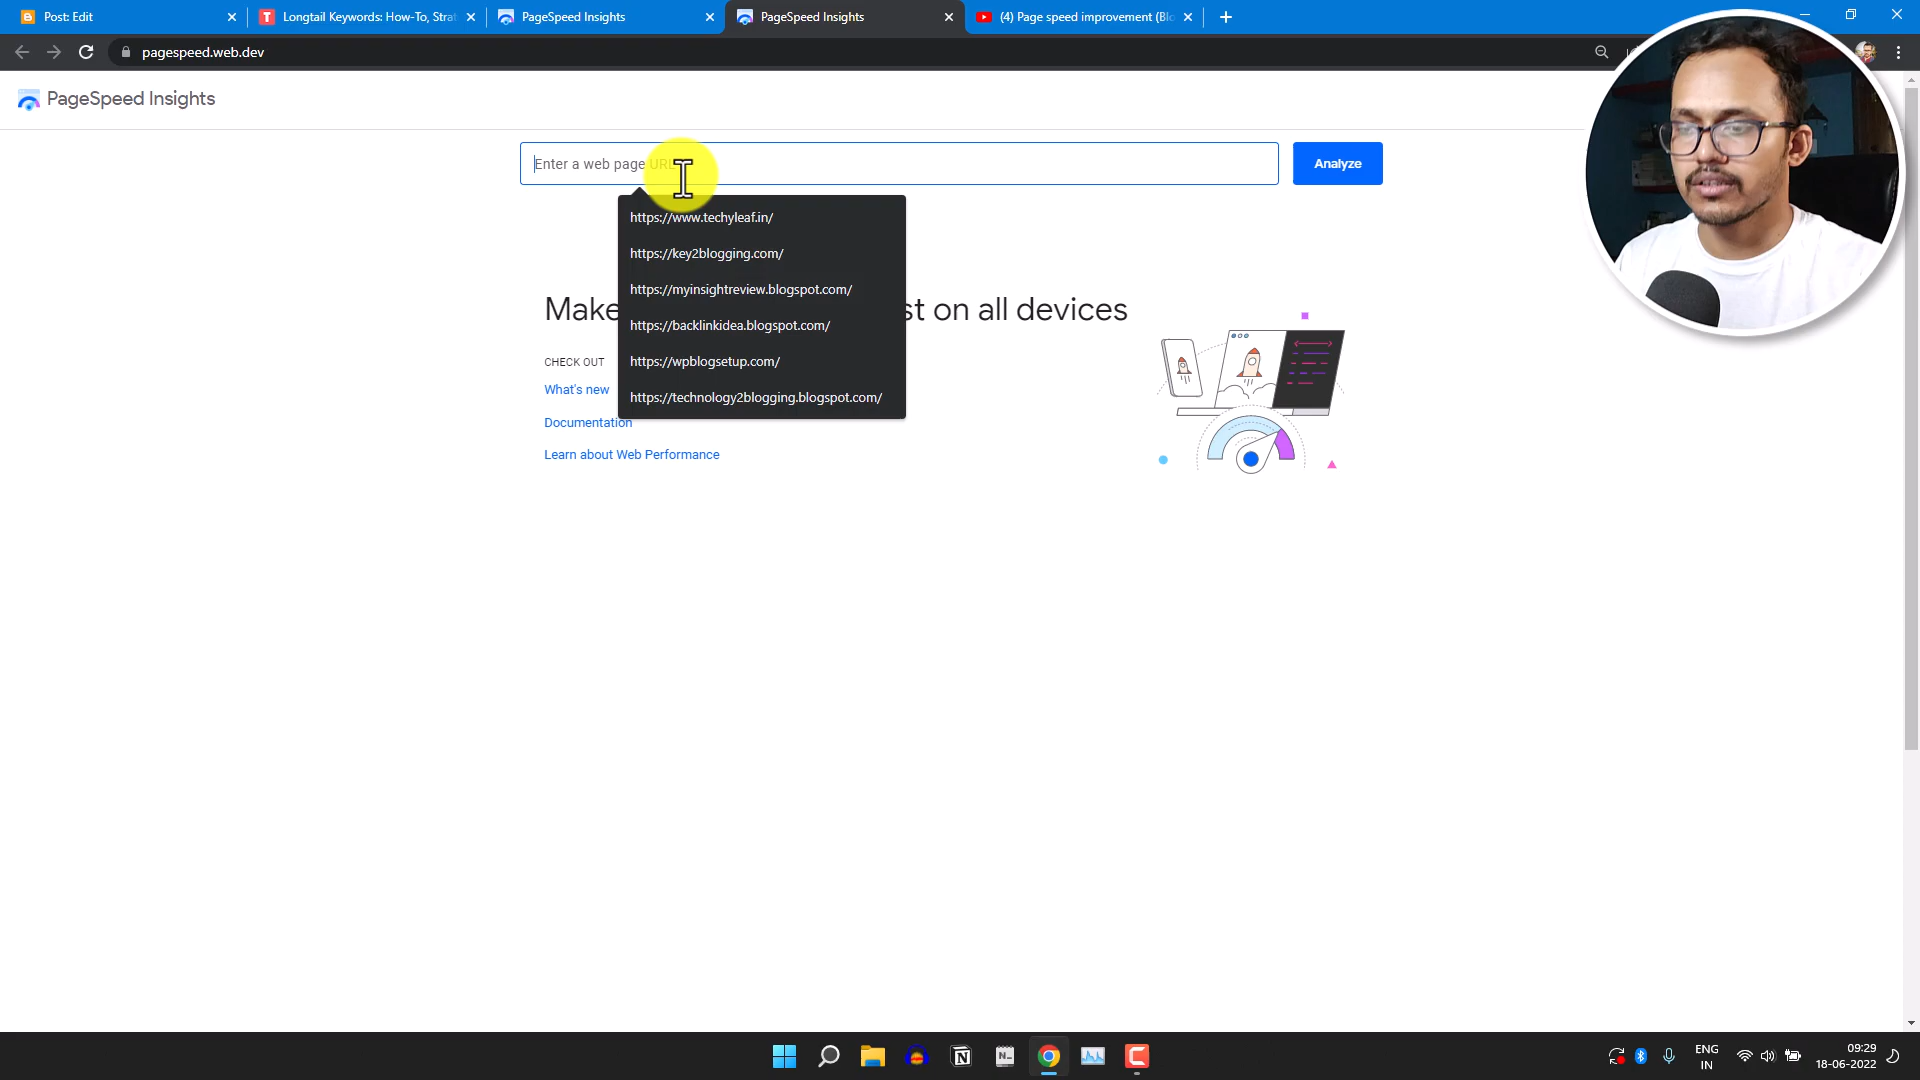 Post: Edit
Longtail Keywords: How-To, Strat
PageSpeed Insights
PageSpeed Insights
(4) Page speed improvement (Blo
pagespeed.web.dev
PageSpeed Insights
Enter a web page URL
Analyze
https://www.techyleaf.in/
https://key2blogging.com/
https://myinsightreview.blogspot.com/
https://backlinkidea.blogspot.com/
https://wpblogsetup.com/
https://technology2blogging.blogspot.com/
Make st on all devices
CHECK OUT
What's new
Documentation
Learn about Web Performance
ENG
IN
09:29
18-06-2022